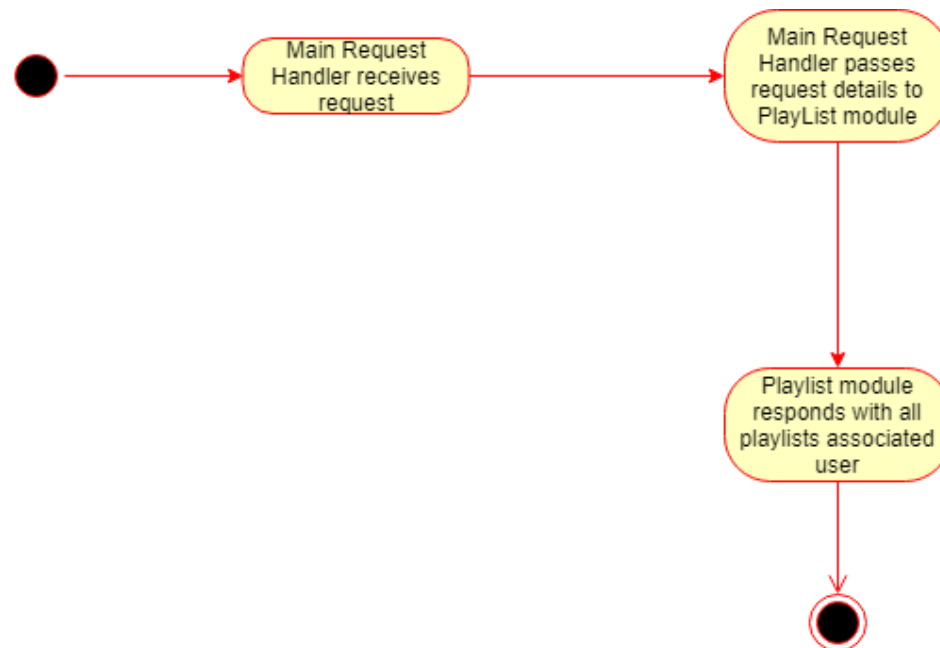 Main Request
Handler receives
request
Main Request
Handler passes
request details to
PlayList module
Playlist module
responds with all
playlists associated
user